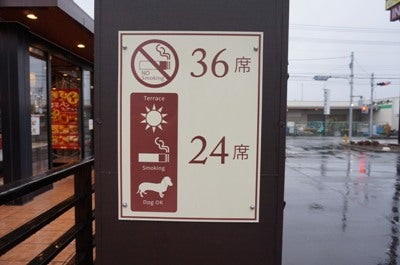 NO
Smoking
36席
Terrace
Smoking
24席
Dog OK